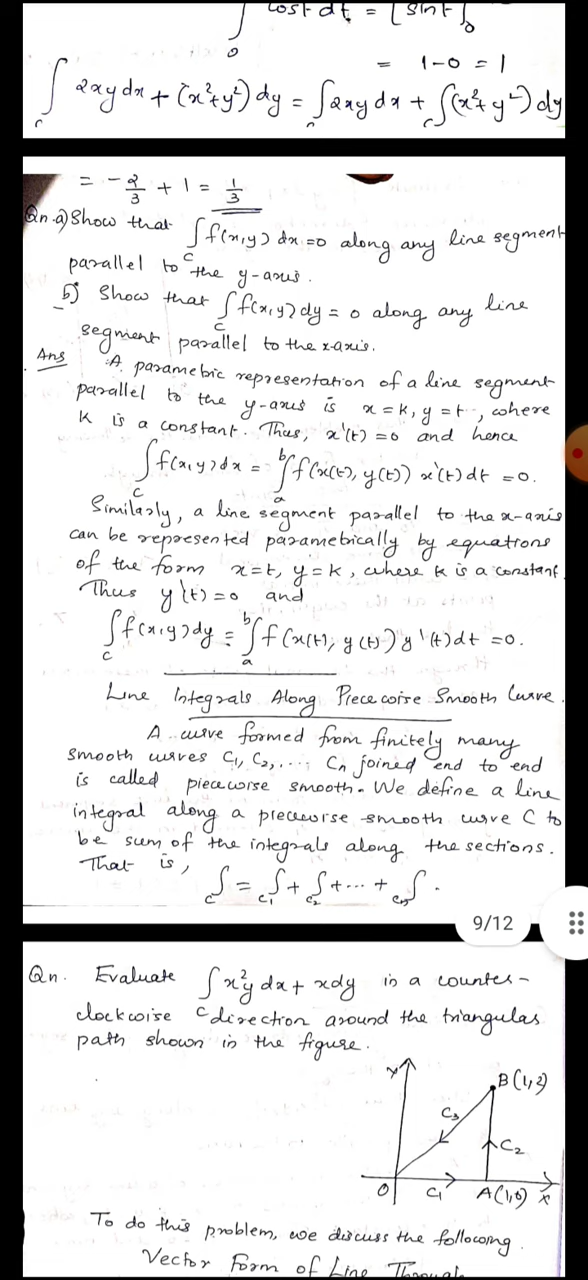 ∫₀ cost dt = [sint]₀
= 1-0 = 1
∫c 2xy dx + (x²+y²) dy = ∫c 2xy dx + ∫c (x²+y²) dy
= -2/3 + 1 = 1/3
Qn. a) Show that ∫c f(x,y) dx = 0 along any line segment
parallel to the y-axis.
b) Show that ∫c f(x,y) dy = 0 along any line
segment parallel to the x-axis.
Ans A parametric representation of a line segment
parallel to the y-axis is x = k, y = t, where
k is a constant. Thus, x'(t) = 0 and hence
∫c f(x,y) dx = ∫ₐᵇ f(x(t), y(t)) x'(t) dt = 0.
Similarly, a line segment parallel to the x-axis
can be represented parametrically by equations
of the form x=t, y=k, where k is a constant.
Thus y'(t) = 0 and
∫c f(x,y) dy = ∫ₐᵇ f(x(t), y(t)) y'(t) dt = 0.
Line Integrals Along Piecewise Smooth Curve.
A curve formed from finitely many
smooth curves C₁, C₂, ..., Cn joined end to end
is called piecewise smooth. We define a line
integral along a piecewise smooth curve C to
be sum of the integrals along the sections.
That is,
∫c = ∫c₁ + ∫c₂ + ... + ∫cn.
9/12
Qn. Evaluate ∫c x²y dx + xdy in a counter-
clockwise direction around the triangular
path shown in the figure.
Y
B(1,2)
C₃
C₂
O C₁ A(1,0) X
To do this problem, we discuss the following.
Vector Form of Line Through